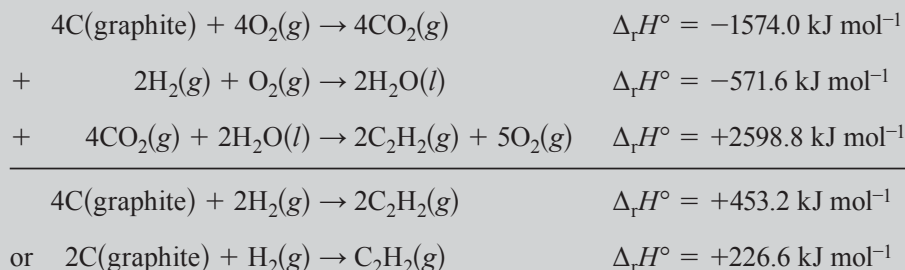 4C(graphite) + 4O₂(g) → 4CO₂(g) ΔᵣH° = −1574.0 kJ mol⁻¹
+ 2H₂(g) + O₂(g) → 2H₂O(l) ΔᵣH° = −571.6 kJ mol⁻¹
+ 4CO₂(g) + 2H₂O(l) → 2C₂H₂(g) + 5O₂(g) ΔᵣH° = +2598.8 kJ mol⁻¹
4C(graphite) + 2H₂(g) → 2C₂H₂(g) ΔᵣH° = +453.2 kJ mol⁻¹
or 2C(graphite) + H₂(g) → C₂H₂(g) ΔᵣH° = +226.6 kJ mol⁻¹